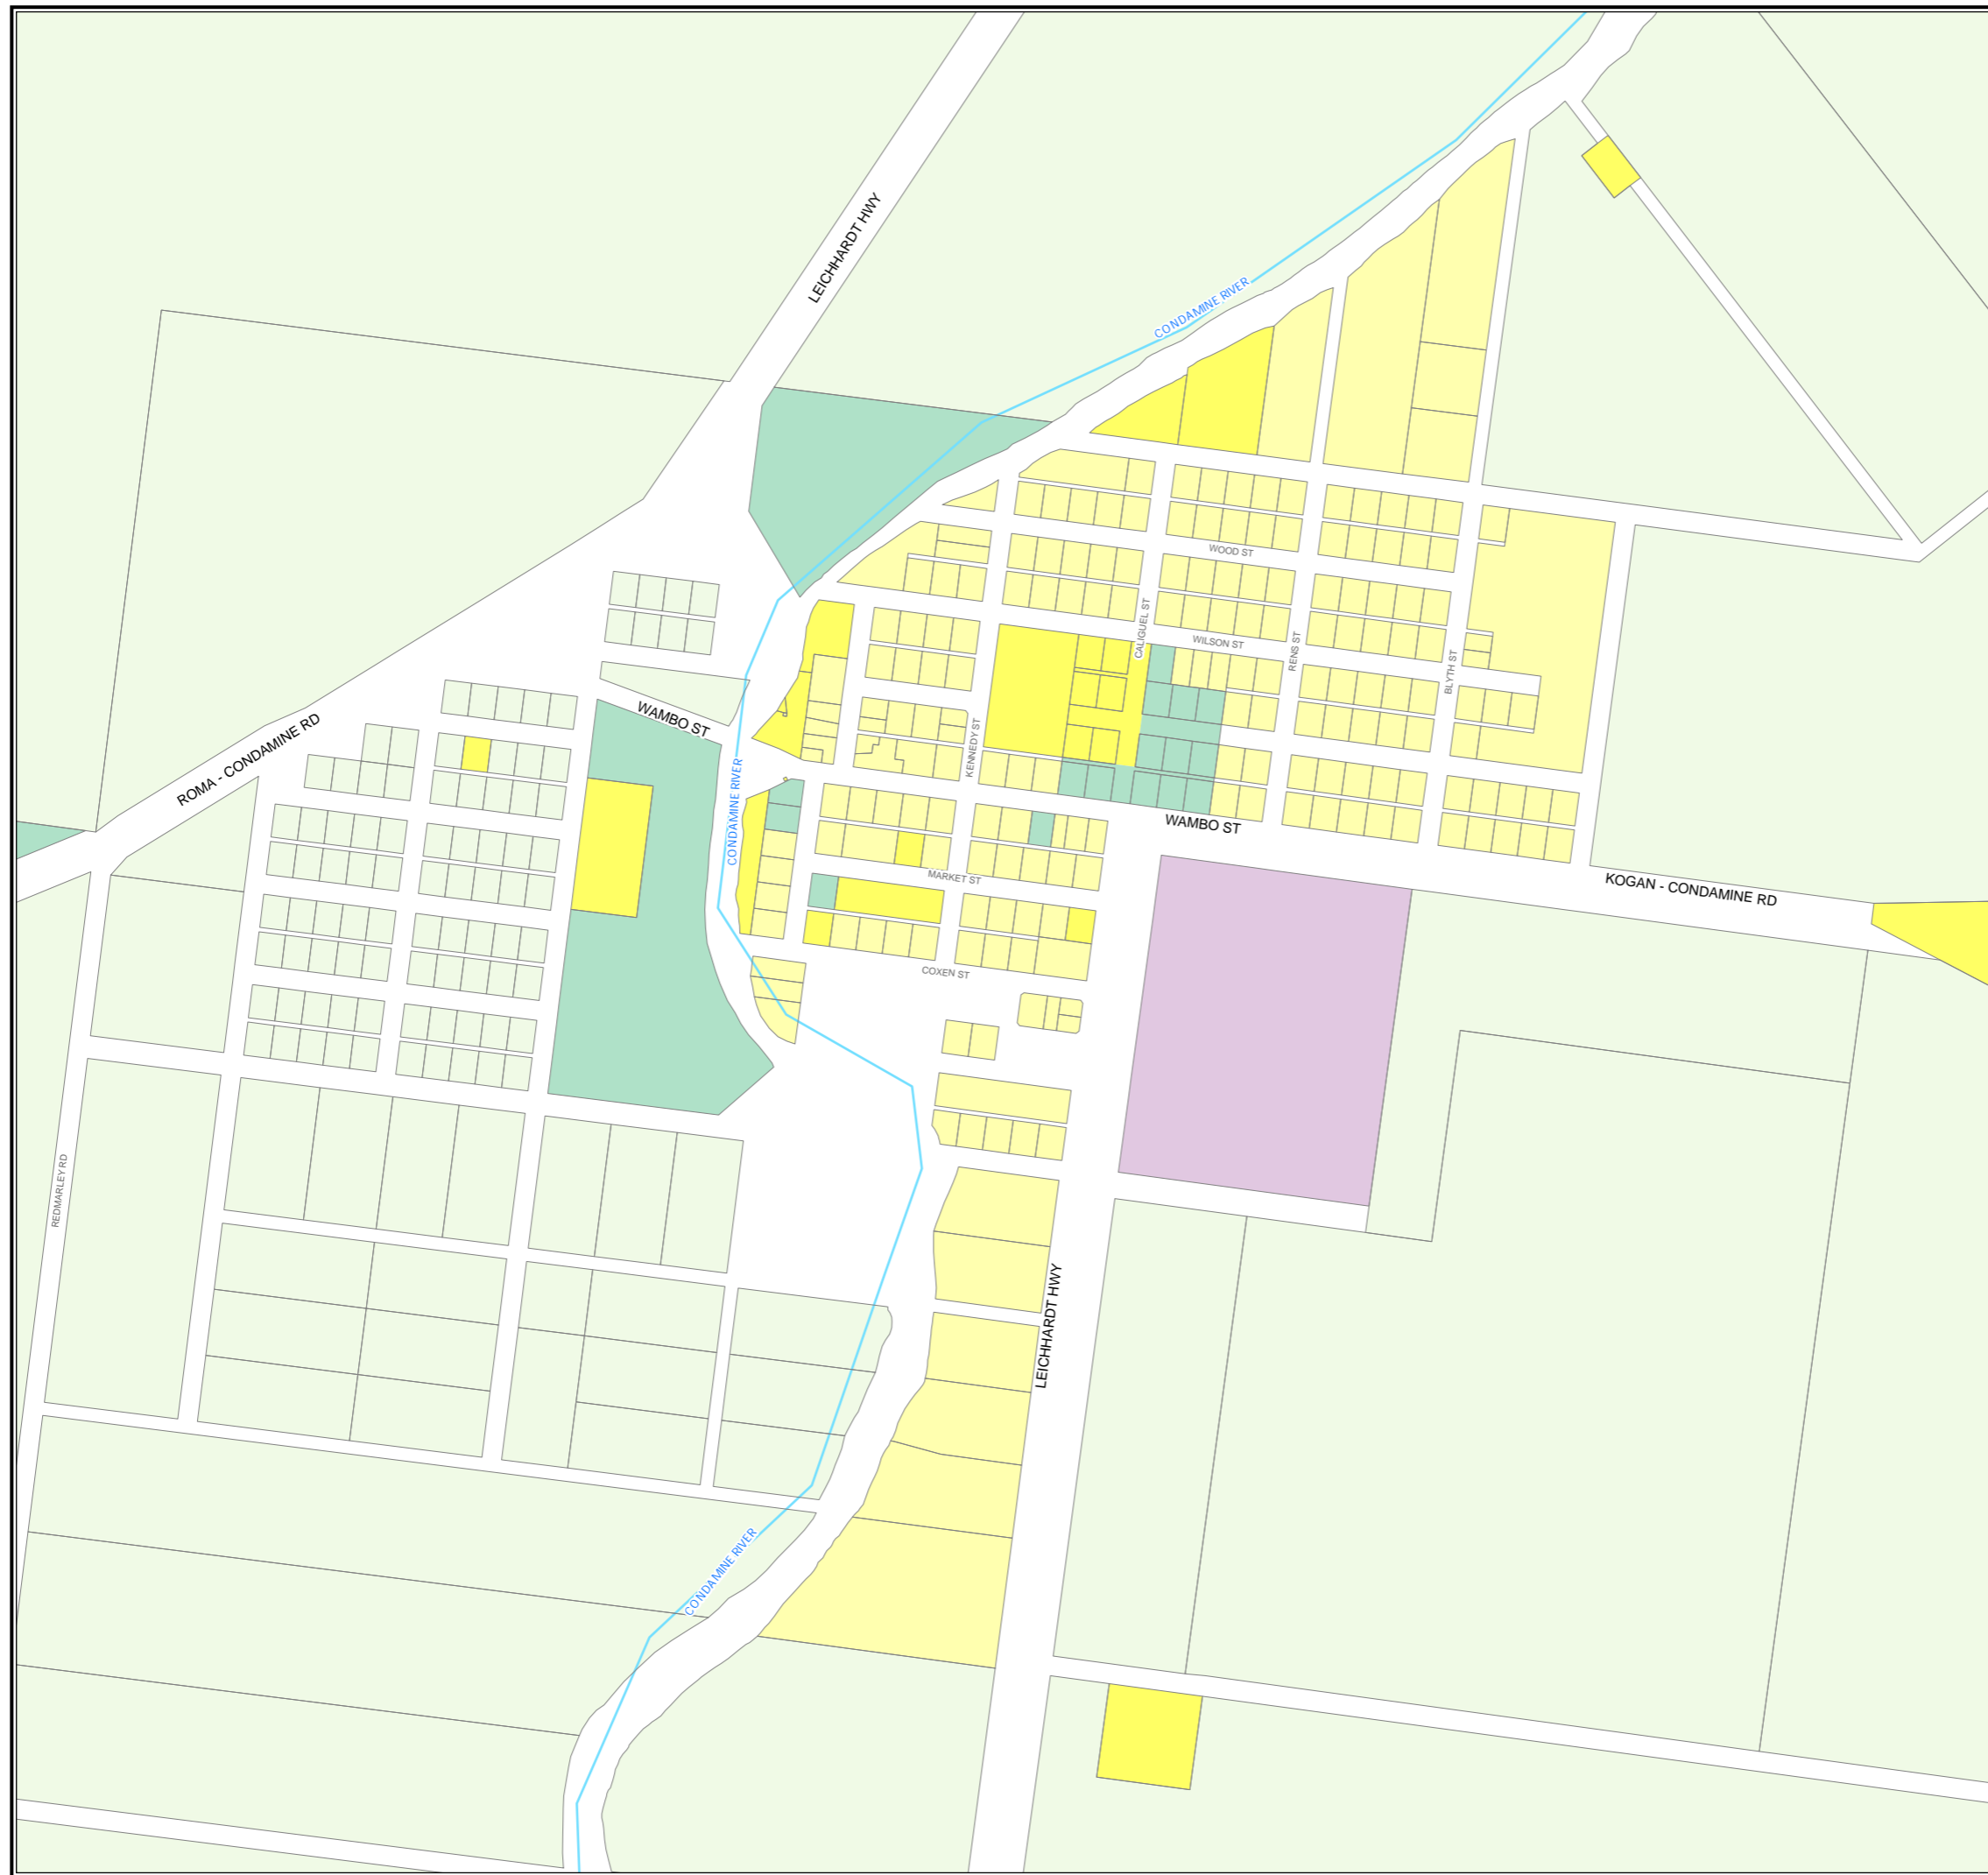 LEICHHARDT HWY
CONDAMINE RIVER
WOOD ST
CALIGUEL ST
WILSON ST
RENS ST
BLYTH ST
WAMBO ST
KENNEDY ST
ROMA - CONDAMINE RD
CONDAMINE RIVER
WAMBO ST
MARKET ST
KOGAN - CONDAMINE RD
COXEN ST
REDMARLEY RD
LEICHHARDT HWY
CONDAMINE RIVER